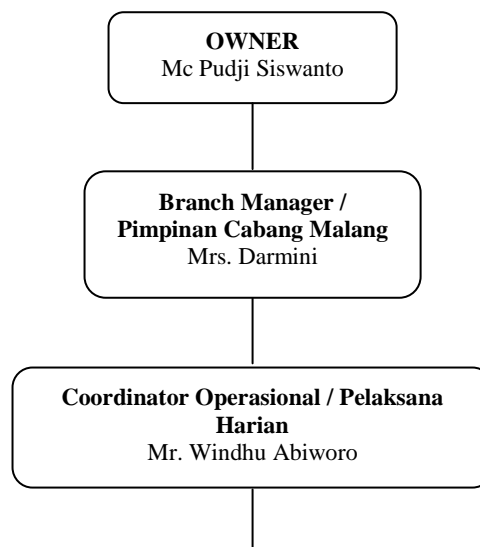 OWNER
Mc Pudji Siswanto
Branch Manager /
Pimpinan Cabang Malang
Mrs. Darmini
Coordinator Operasional / Pelaksana
Harian
Mr. Windhu Abiworo